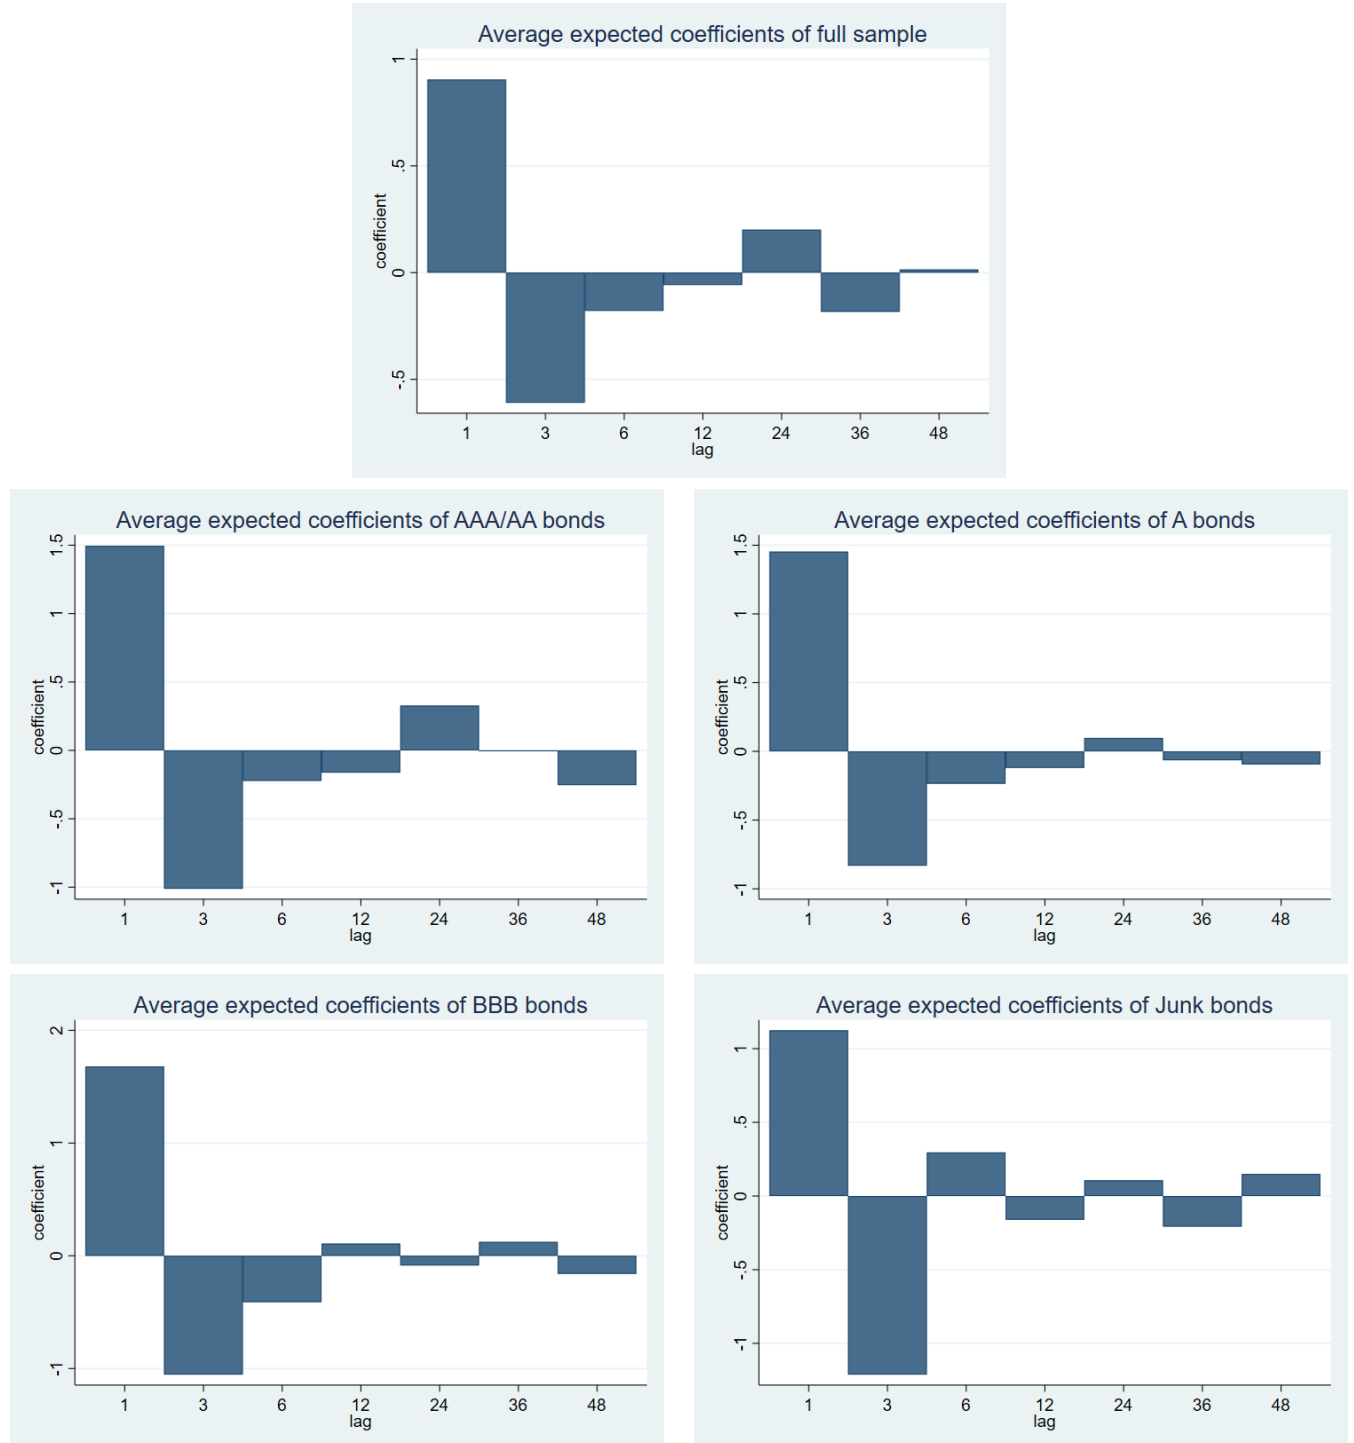 Average expected coefficients of full sample
coefficient
1
.5
0
-.5
1 3 6 12 24 36 48
lag
Average expected coefficients of AAA/AA bonds
coefficient
1.5
1
.5
0
-.5
-1
1 3 6 12 24 36 48
lag
Average expected coefficients of A bonds
coefficient
1.5
1
.5
0
-.5
-1
1 3 6 12 24 36 48
lag
Average expected coefficients of BBB bonds
coefficient
2
1
0
-1
1 3 6 12 24 36 48
lag
Average expected coefficients of Junk bonds
coefficient
1
.5
0
-.5
-1
1 3 6 12 24 36 48
lag